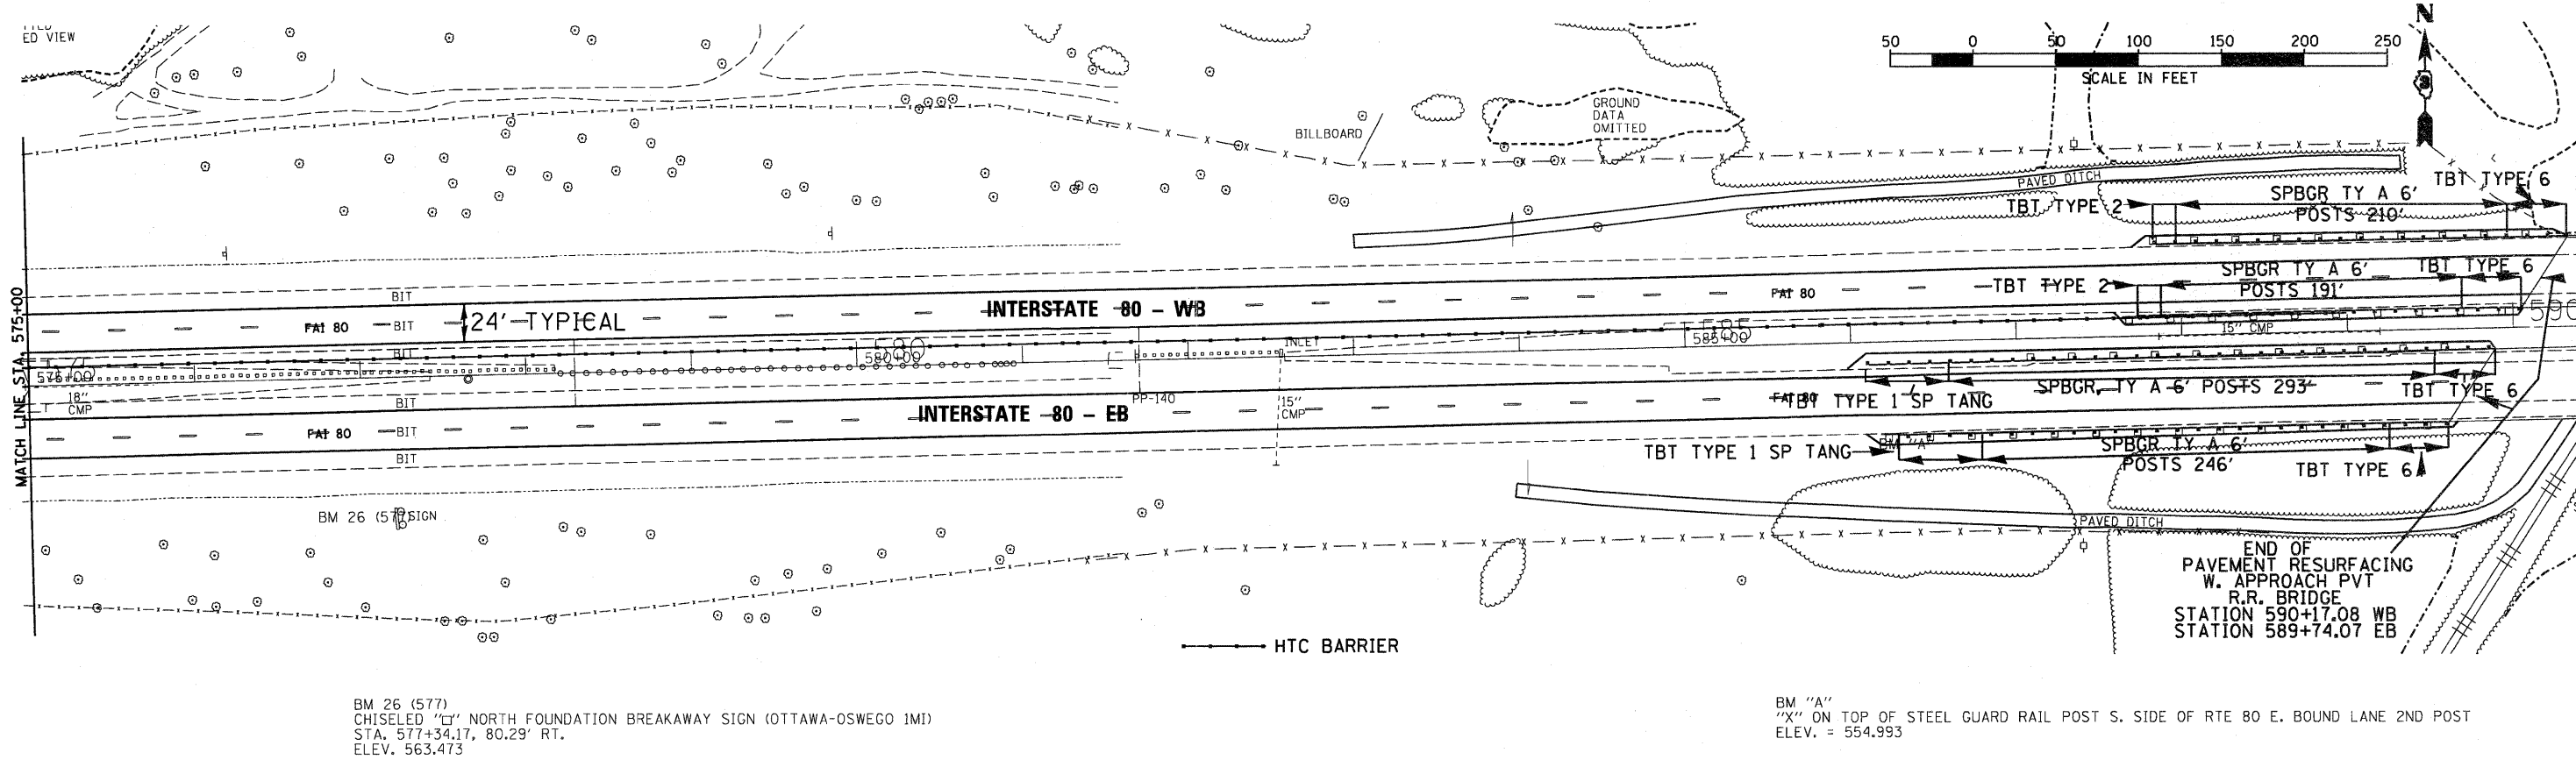 ED VIEW
N
50 0 50 100 150 200 250
SCALE IN FEET
GROUND
DATA
OMITTED
BILLBOARD
PAVED DITCH
TBT TYPE 6
SPBGR TY A 6'
TBT TYPE 2
POSTS 210'
SPBGR TY A 6' TBT TYPE 6
TBT TYPE 2
POSTS 191'
MATCH LINE STA. 575+00
BIT
INTERSTATE 80 - WB
FAI 80
24' TYPICAL
FAI 80
BIT
15" CMP
590
BIT
INLET
580
580+00
585
585+00
575+00
18"
CMP
BIT
PP-140
15"
CMP
INTERSTATE 80 - EB
FAI 80
SPBGR, TY A 6' POSTS 293'
TBT TYPE 6
TBT TYPE 1 SP TANG
FAI 80
BIT
BIT
BM "A"
TBT TYPE 1 SP TANG
SPBGR TY A 6'
POSTS 246'
TBT TYPE 6
BM 26 (577) SIGN
PAVED DITCH
END OF
PAVEMENT RESURFACING
W. APPROACH PVT
R.R. BRIDGE
STATION 590+17.08 WB
STATION 589+74.07 EB
HTC BARRIER
BM 26 (577)
CHISELED "□" NORTH FOUNDATION BREAKAWAY SIGN (OTTAWA-OSWEGO 1MI)
STA. 577+34.17, 80.29' RT.
ELEV. 563.473
BM "A"
"X" ON TOP OF STEEL GUARD RAIL POST S. SIDE OF RTE 80 E. BOUND LANE 2ND POST
ELEV. = 554.993